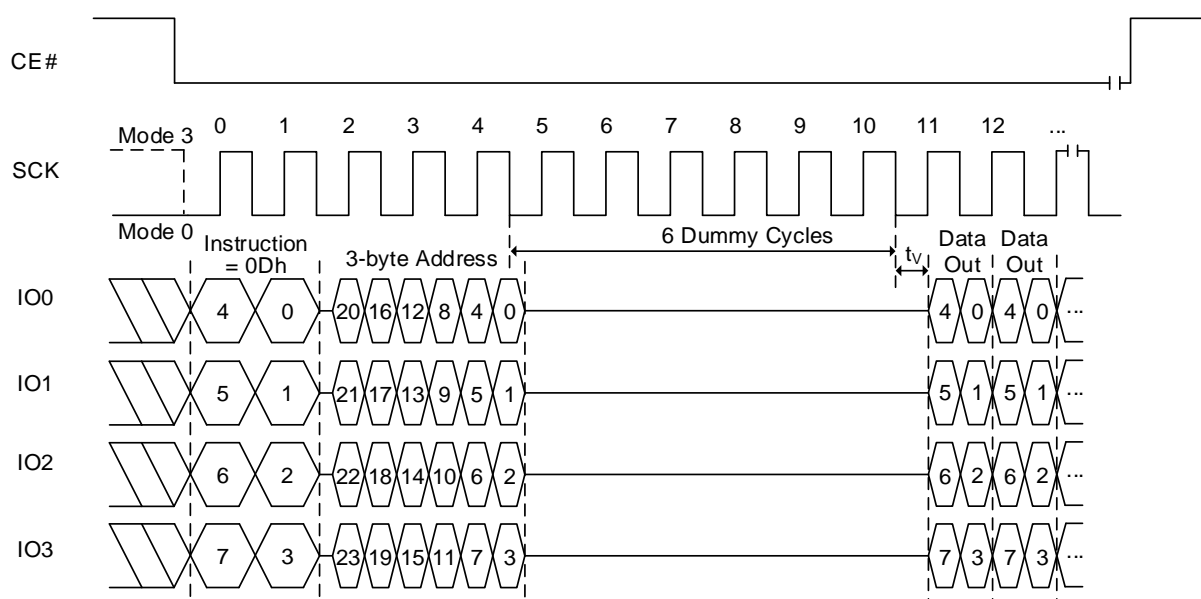 CE#
0 1 2 3 4 5 6 7 8 9 10 11 12 ...
Mode 3
SCK
Mode 0
Instruction
= 0Dh
3-byte Address
6 Dummy Cycles
tV
Data
Out
Data
Out
IO0 4 0 20 16 12 8 4 0 4 0 4 0 ...
IO1 5 1 21 17 13 9 5 1 5 1 5 1 ...
IO2 6 2 22 18 14 10 6 2 6 2 6 2 ...
IO3 7 3 23 19 15 11 7 3 7 3 7 3 ...